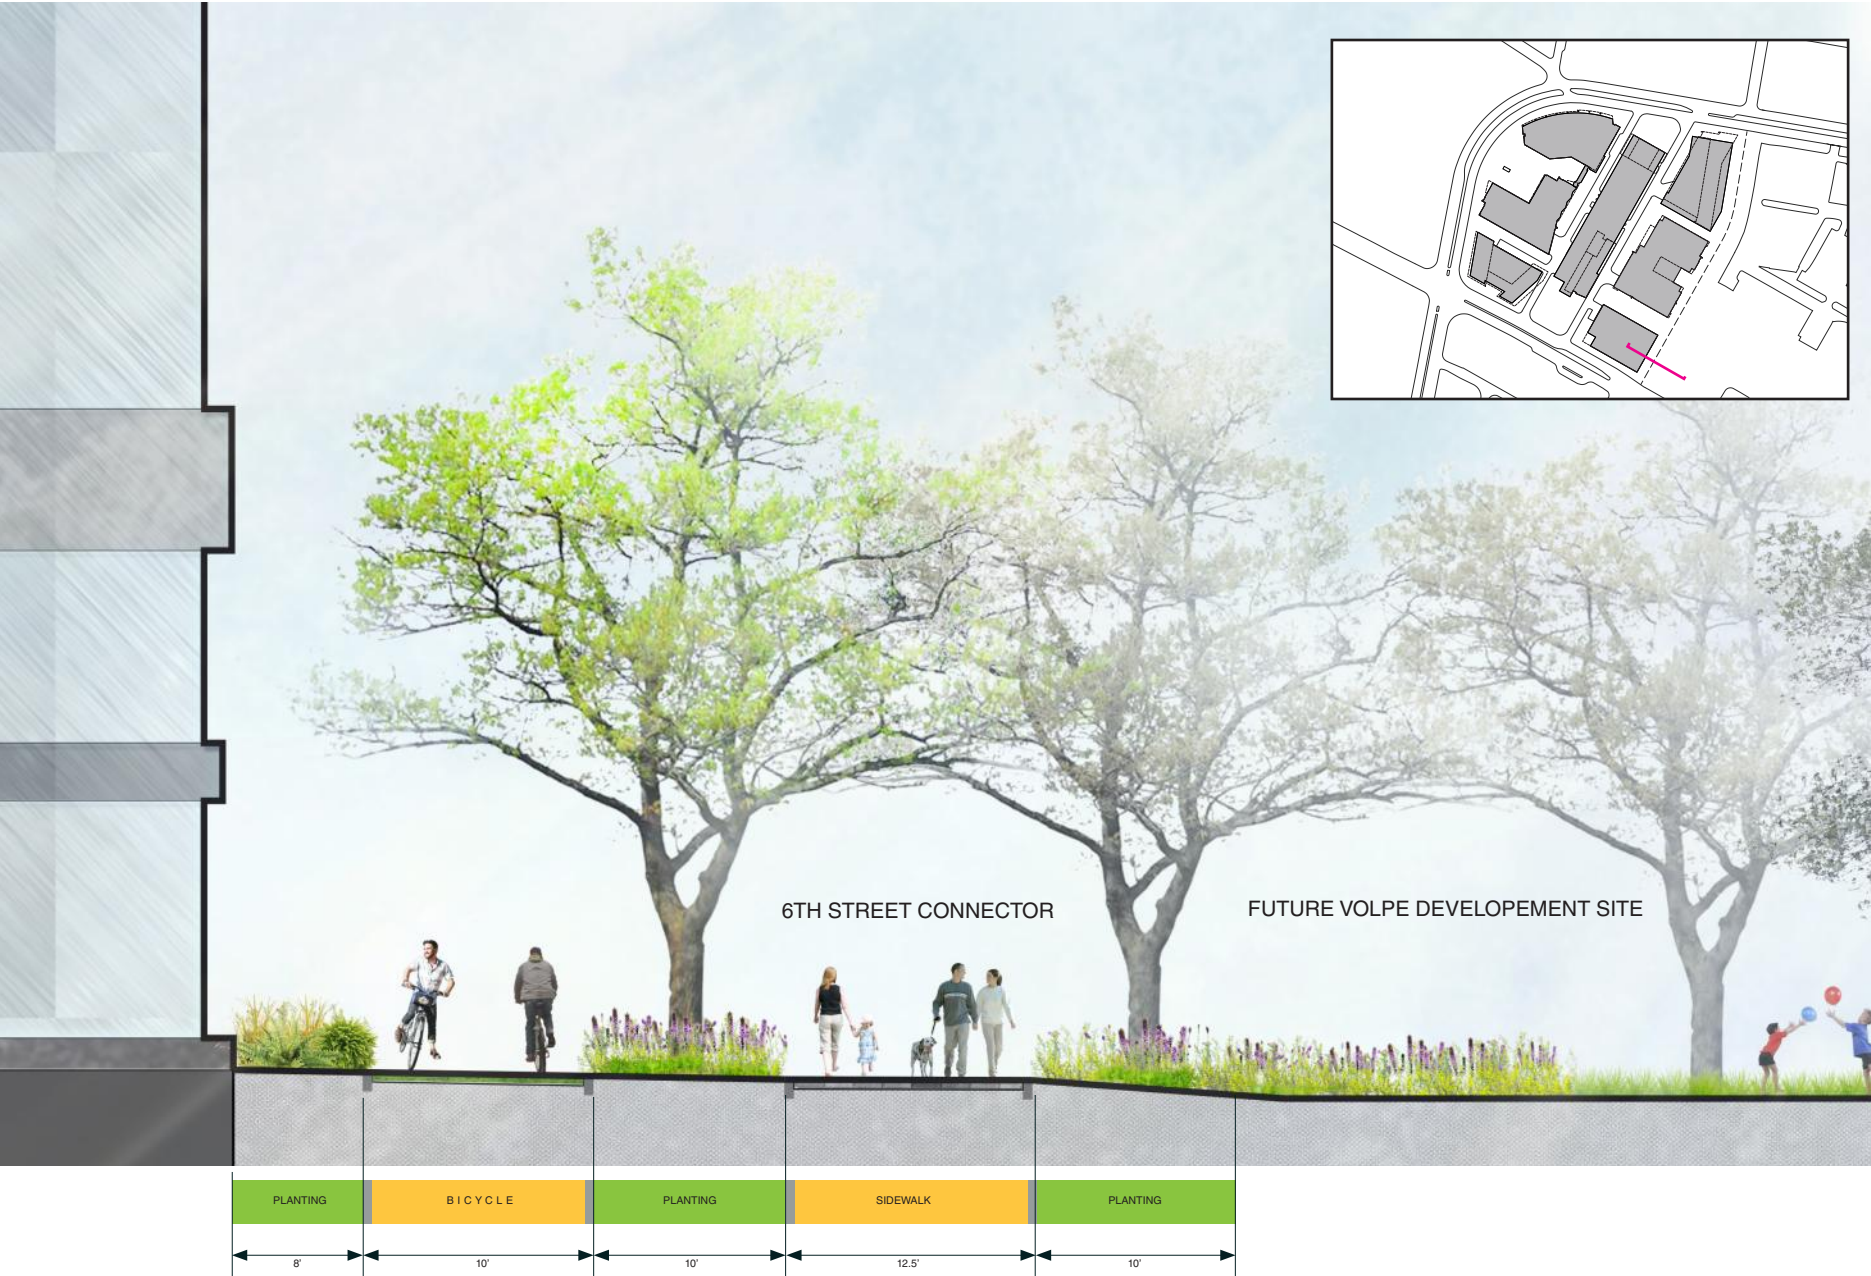 6TH STREET CONNECTOR
FUTURE VOLPE DEVELOPEMENT SITE
PLANTING
BICYCLE
PLANTING
SIDEWALK
PLANTING
8'
10'
10'
12.5'
10'